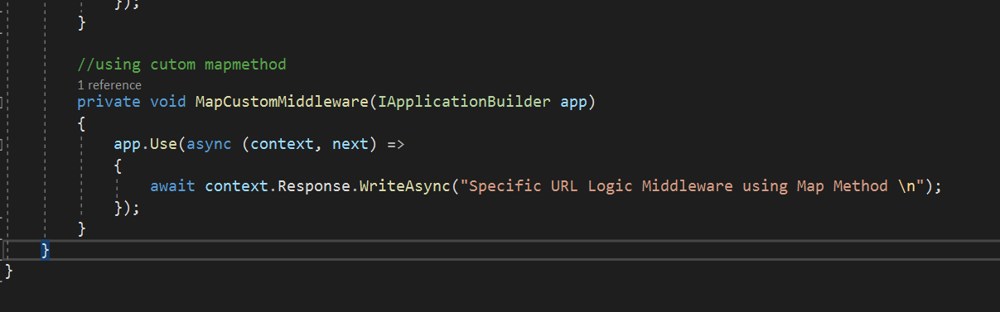 });
}
//using cutom mapmethod
1 reference
private void MapCustomMiddleware(IApplicationBuilder app)
{
app.Use(async (context, next) =>
{
await context.Response.WriteAsync("Specific URL Logic Middleware using Map Method \n");
});
}
}
}